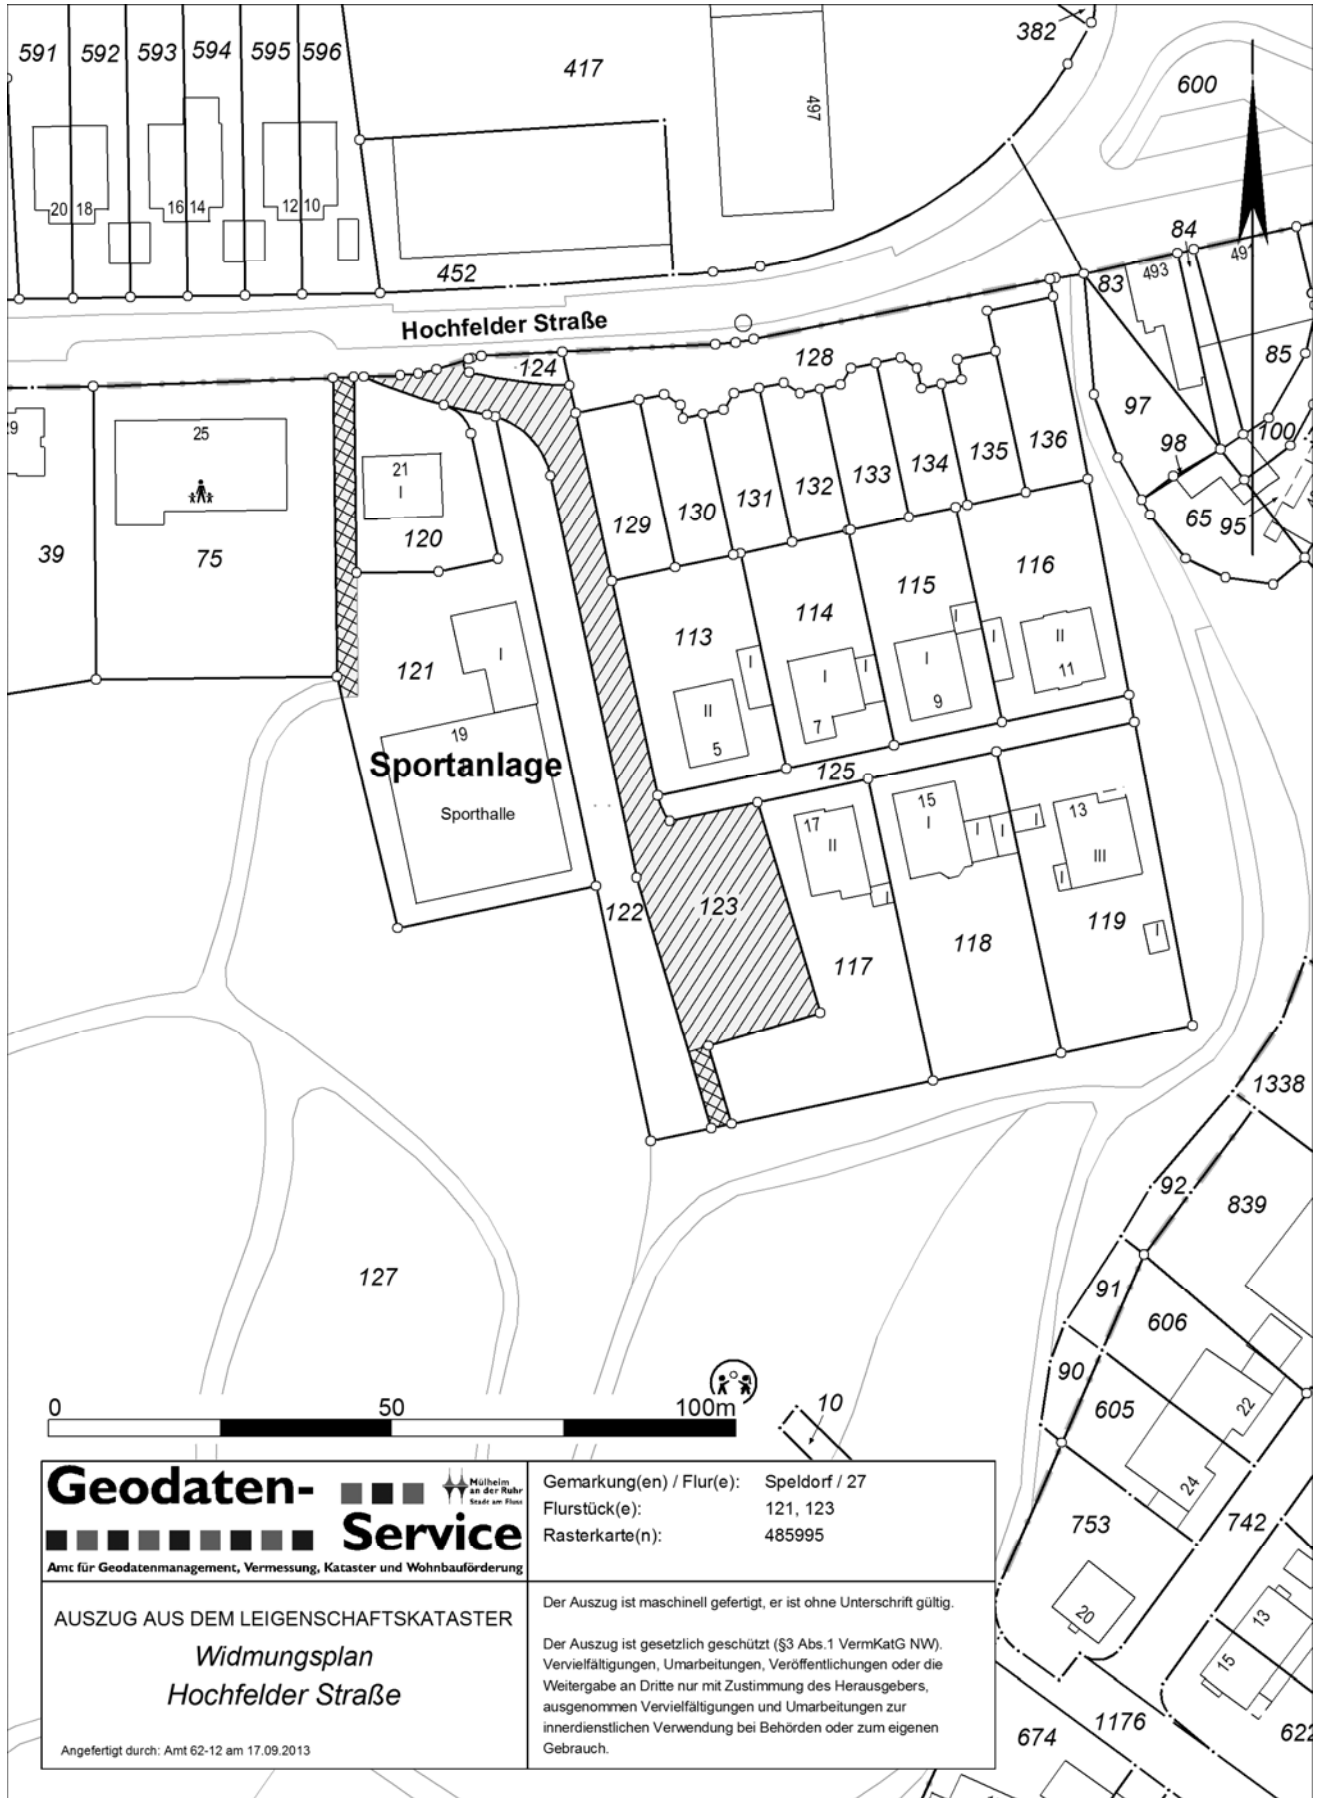 591 592 593 594 595 596
417
382
600
497
20 18 16 14 12 10
452
84
83 493 491
Hochfelder Straße
124
128
85
97
98
100
29
25
21
I
39
75
120
129 130 131 132 133 134 135 136
65 95
116
115
114
113
II
11
I
I
I
I
9
I
I
7
I
II
5
121
I
19
Sportanlage
Sporthalle
125
17
II
15
I
I
I
I
13
III
I
I
I
122
123
117
118
119
1338
92
839
127
91
606
90
605
22
24
10
0 50 100m
753
742
20
13
15
674
1176
622
Geodaten-
Service
Mülheim
an der Ruhr
Stadt am Fluss
Amt für Geodatenmanagement, Vermessung, Kataster und Wohnbauförderung
Gemarkung(en) / Flur(e): Speldorf / 27
Flurstück(e): 121, 123
Rasterkarte(n): 485995
AUSZUG AUS DEM LEIGENSCHAFTSKATASTER
Widmungsplan
Hochfelder Straße
Angefertigt durch: Amt 62-12 am 17.09.2013
Der Auszug ist maschinell gefertigt, er ist ohne Unterschrift gültig.
Der Auszug ist gesetzlich geschützt (§3 Abs.1 VermKatG NW).
Vervielfältigungen, Umarbeitungen, Veröffentlichungen oder die
Weitergabe an Dritte nur mit Zustimmung des Herausgebers,
ausgenommen Vervielfältigungen und Umarbeitungen zur
innerdienstlichen Verwendung bei Behörden oder zum eigenen
Gebrauch.